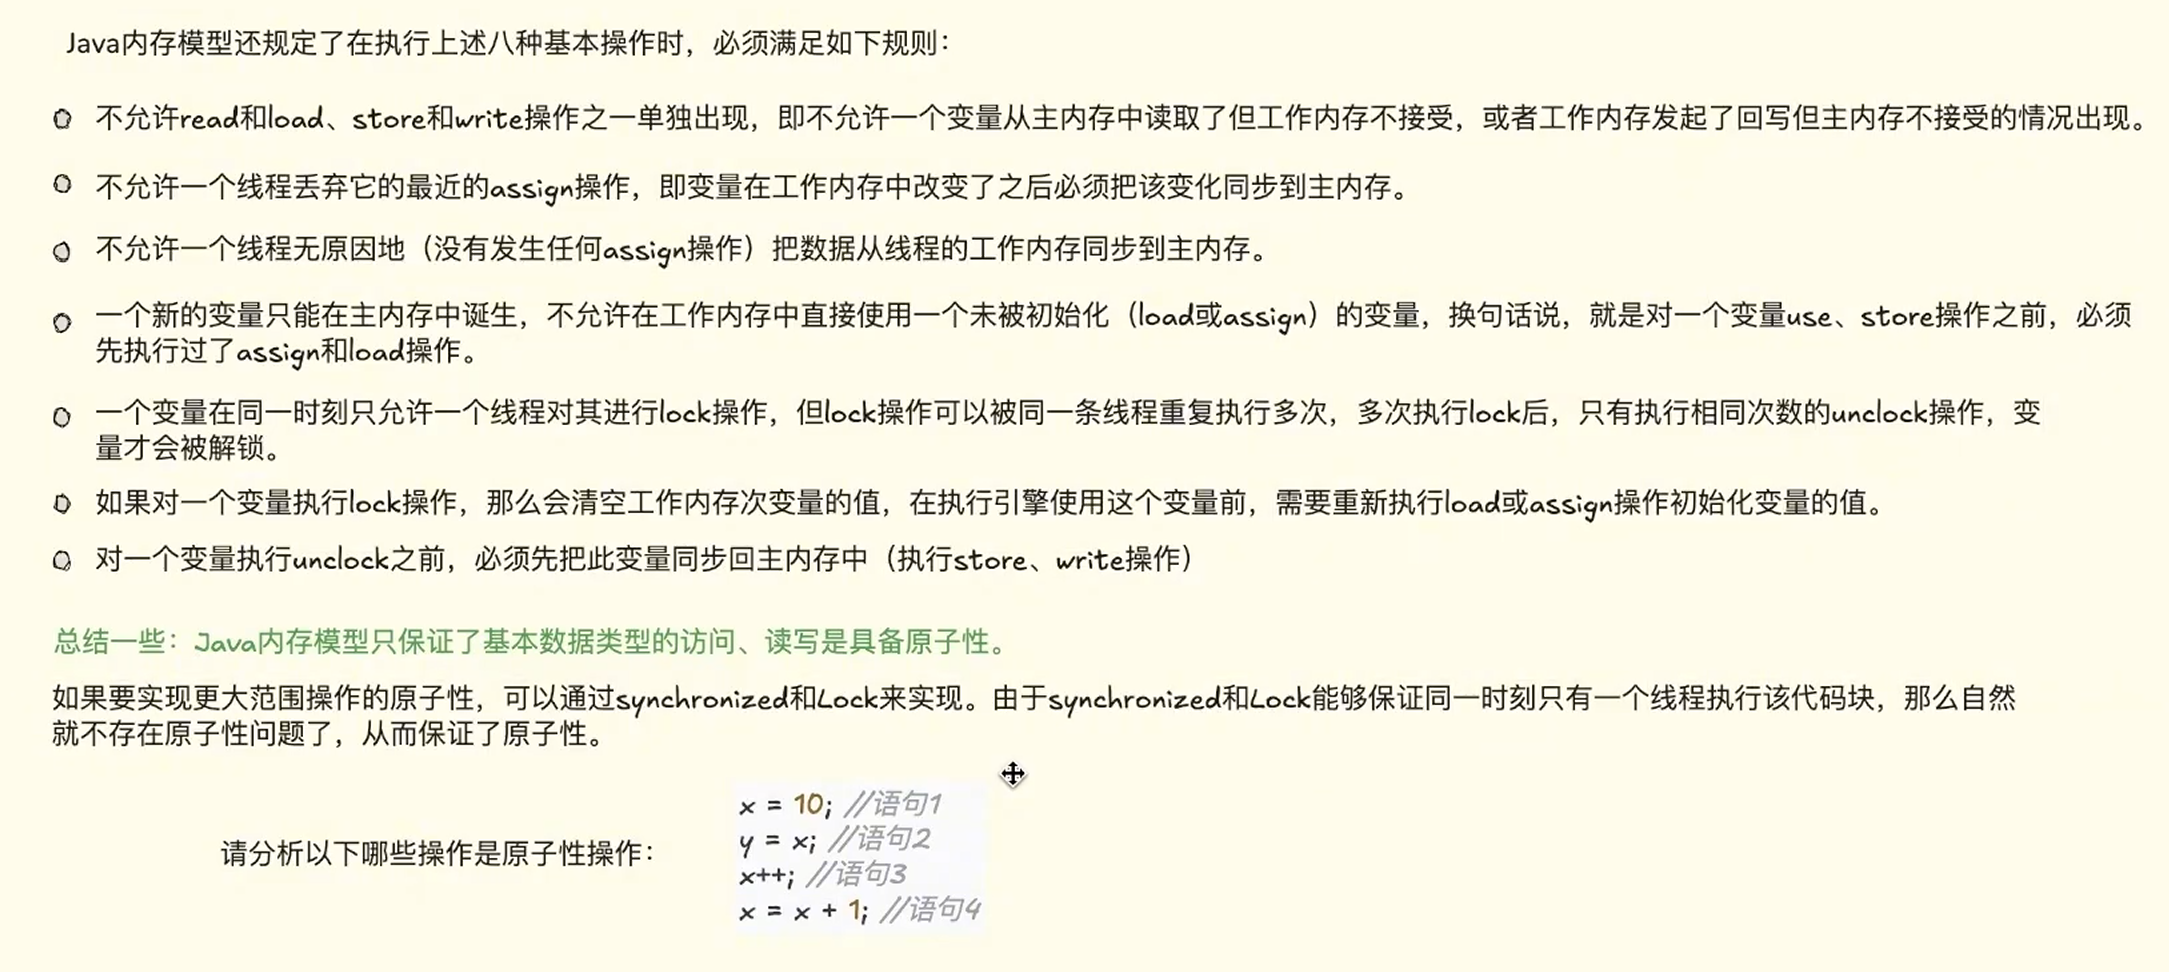 Java内存模型还规定了在执行上述八种基本操作时，必须满足如下规则：
不允许read和load、store和write操作之一单独出现，即不允许一个变量从主内存中读取了但工作内存不接受，或者工作内存发起了回写但主内存不接受的情况出现。
不允许一个线程丢弃它的最近的assign操作，即变量在工作内存中改变了之后必须把该变化同步到主内存。
不允许一个线程无原因地（没有发生任何assign操作）把数据从线程的工作内存同步到主内存。
一个新的变量只能在主内存中诞生，不允许在工作内存中直接使用一个未被初始化（load或assign）的变量，换句话说，就是对一个变量use、store操作之前，必须
先执行过了assign和load操作。
一个变量在同一时刻只允许一个线程对其进行lock操作，但lock操作可以被同一条线程重复执行多次，多次执行lock后，只有执行相同次数的unclock操作，变
量才会被解锁。
如果对一个变量执行lock操作，那么会清空工作内存次变量的值，在执行引擎使用这个变量前，需要重新执行load或assign操作初始化变量的值。
对一个变量执行unclock之前，必须先把此变量同步回主内存中（执行store、write操作）
总结一些：Java内存模型只保证了基本数据类型的访问、读写是具备原子性。
如果要实现更大范围操作的原子性，可以通过synchronized和Lock来实现。由于synchronized和Lock能够保证同一时刻只有一个线程执行该代码块，那么自然
就不存在原子性问题了，从而保证了原子性。
请分析以下哪些操作是原子性操作：
x = 10; //语句1
y = x; //语句2
x++; //语句3
x = x + 1; //语句4